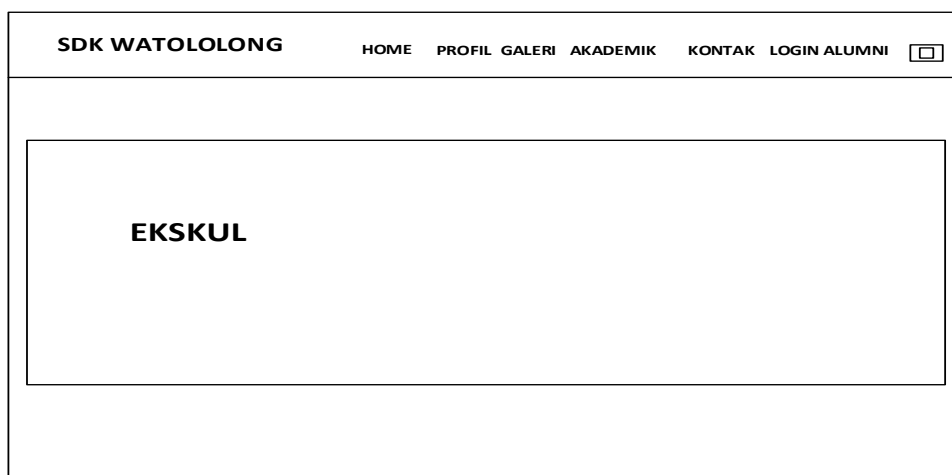 SDK WATOLOLONG HOME PROFIL GALERI AKADEMIK KONTAK LOGIN ALUMNI
EKSKUL